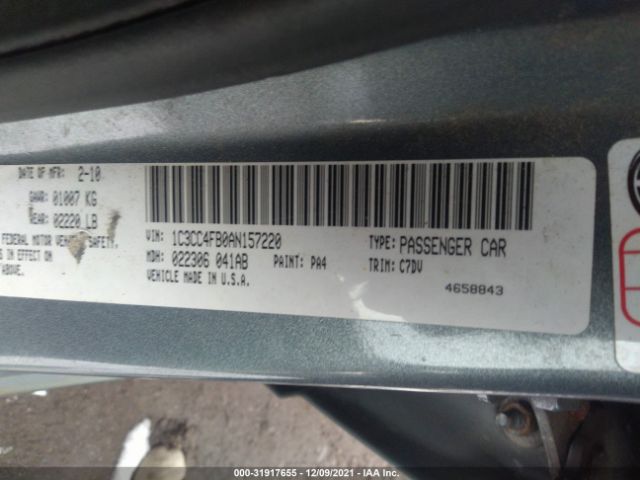 DATE OF MFR: 2-10
GAWR: 01007 KG
REAR: 02220 LB
FEDERAL MOTOR VEHICLE SAFETY
IN EFFECT ON
ABOVE.
VIN: 1C3CC4FB0AN157220
TYPE: PASSENGER CAR
MDH: 022306 041AB
PAINT: PA4
TRIM: C7DV
VEHICLE MADE IN U.S.A.
4658843
000-31917655 - 12/09/2021 - IAA Inc.